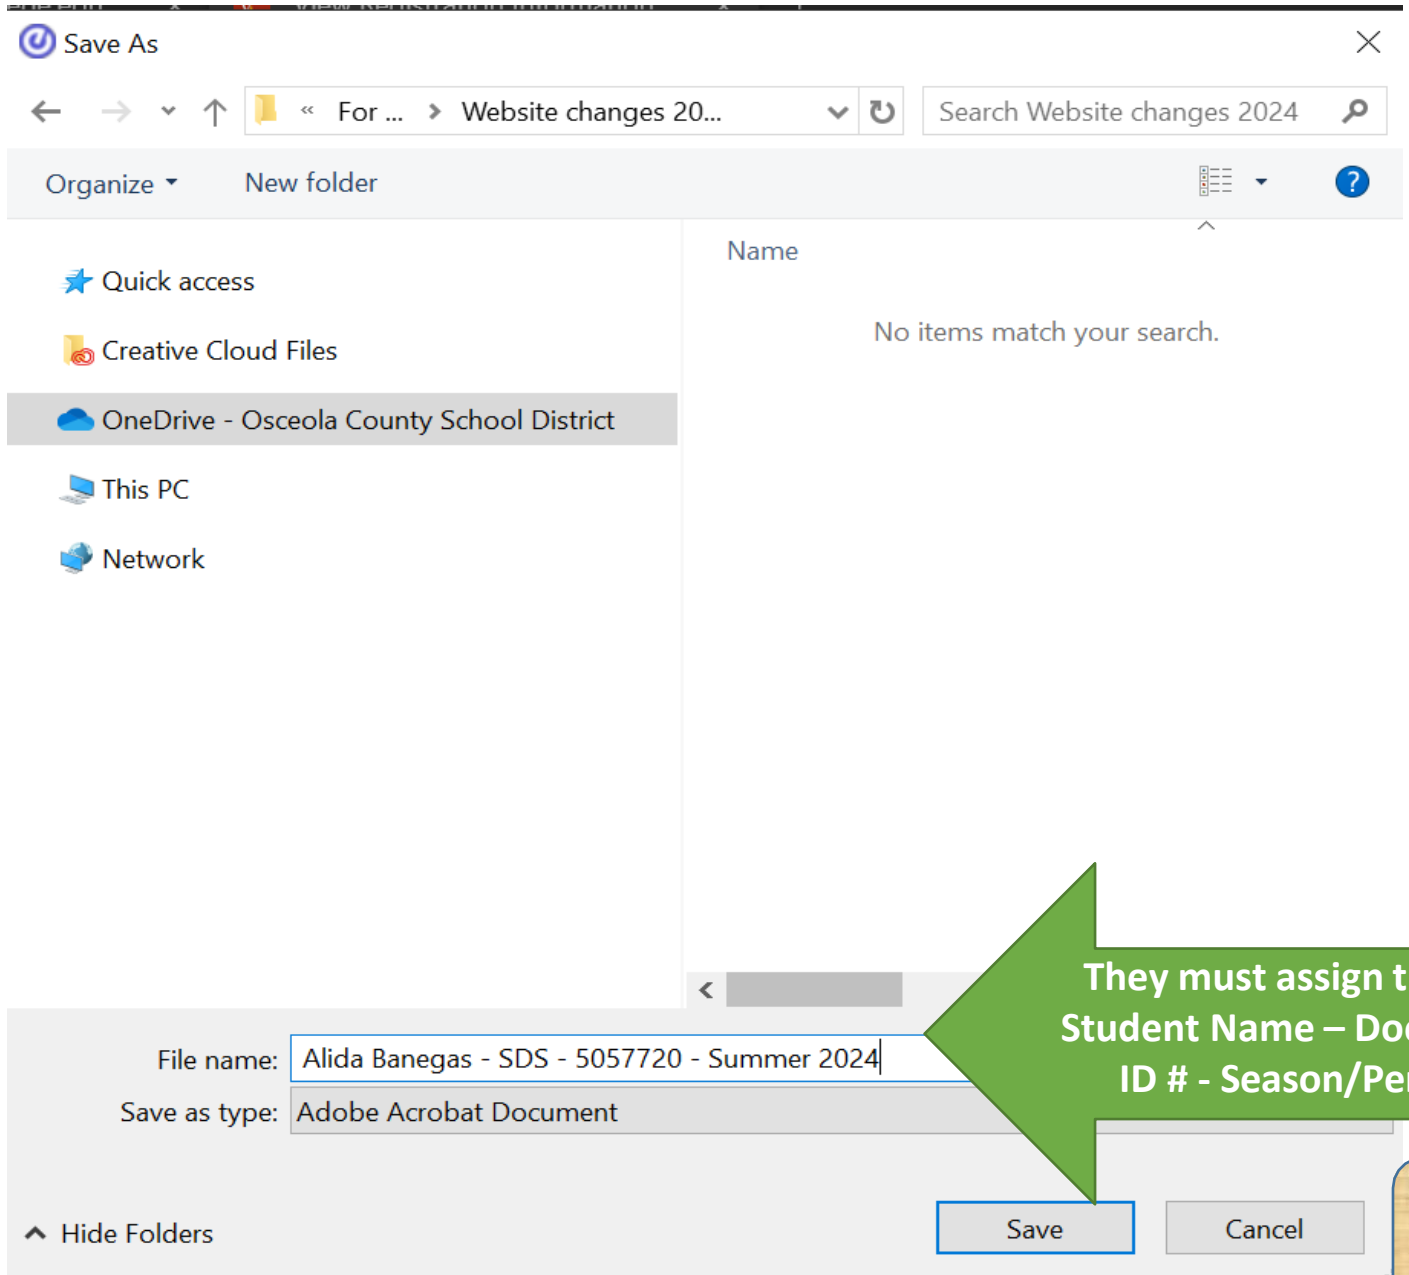 Save As
« For ... > Website changes 20...
Search Website changes 2024
Organize
New folder
Name
Quick access
No items match your search.
Creative Cloud Files
OneDrive - Osceola County School District
This PC
Network
They must assign
Student Name –
ID # - Season/
File name:
Alida Banegas - SDS - 5057720 - Summer 2024
Save as type:
Adobe Acrobat Document
Hide Folders
Save
Cancel